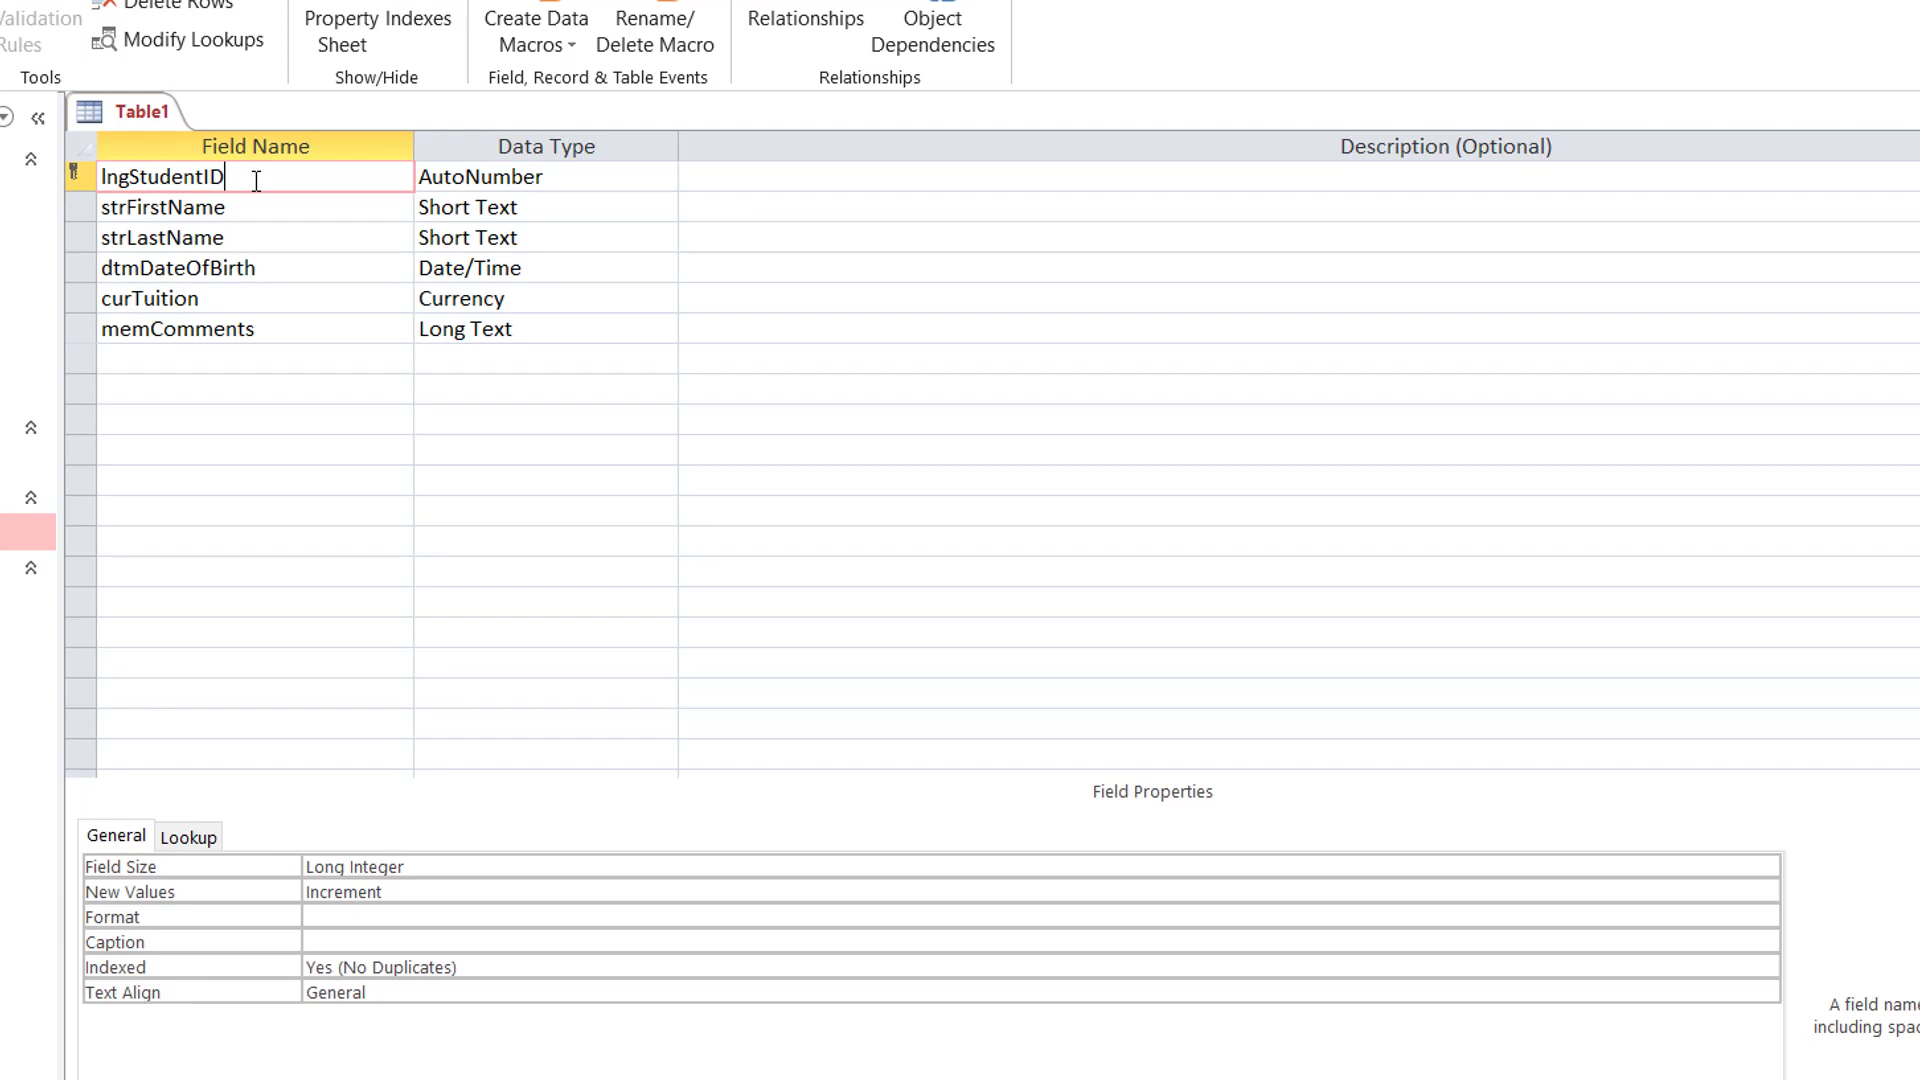 Validation Rules
Delete Rows
Modify Lookups
Tools
Property Sheet
Indexes
Show/Hide
Create Data Macros
Rename/ Delete Macro
Field, Record & Table Events
Relationships
Object Dependencies
Relationships
Table1
Field Name Data Type Description (Optional)
lngStudentID AutoNumber
strFirstName Short Text
strLastName Short Text
dtmDateOfBirth Date/Time
curTuition Currency
memComments Long Text
Field Properties
General Lookup
Field Size Long Integer
New Values Increment
Format
Caption
Indexed Yes (No Duplicates)
Text Align General
A field name
including spac